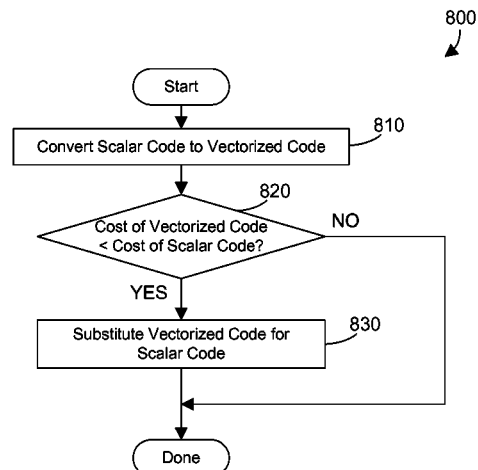 800
Start
810
Convert Scalar Code to Vectorized Code
820
Cost of Vectorized Code
< Cost of Scalar Code?
NO
YES
830
Substitute Vectorized Code for
Scalar Code
Done